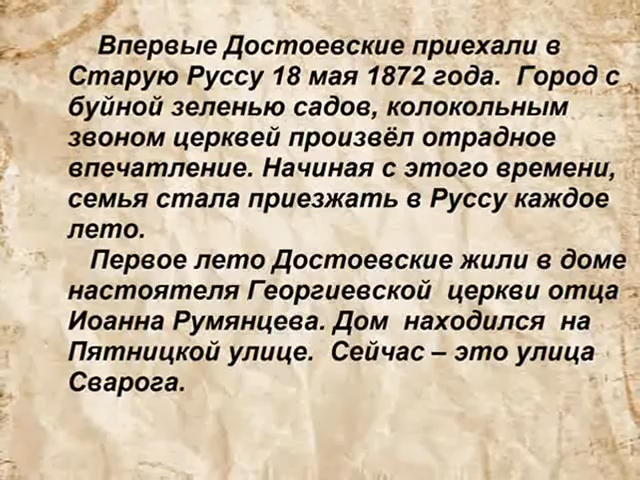 Впервые Достоевские приехали в
Старую Руссу 18 мая 1872 года. Город с
буйной зеленью садов, колокольным
звоном церквей произвёл отрадное
впечатление. Начиная с этого времени,
семья стала приезжать в Руссу каждое
лето.
Первое лето Достоевские жили в доме
настоятеля Георгиевской церкви отца
Иоанна Румянцева. Дом находился на
Пятницкой улице. Сейчас – это улица
Сварога.